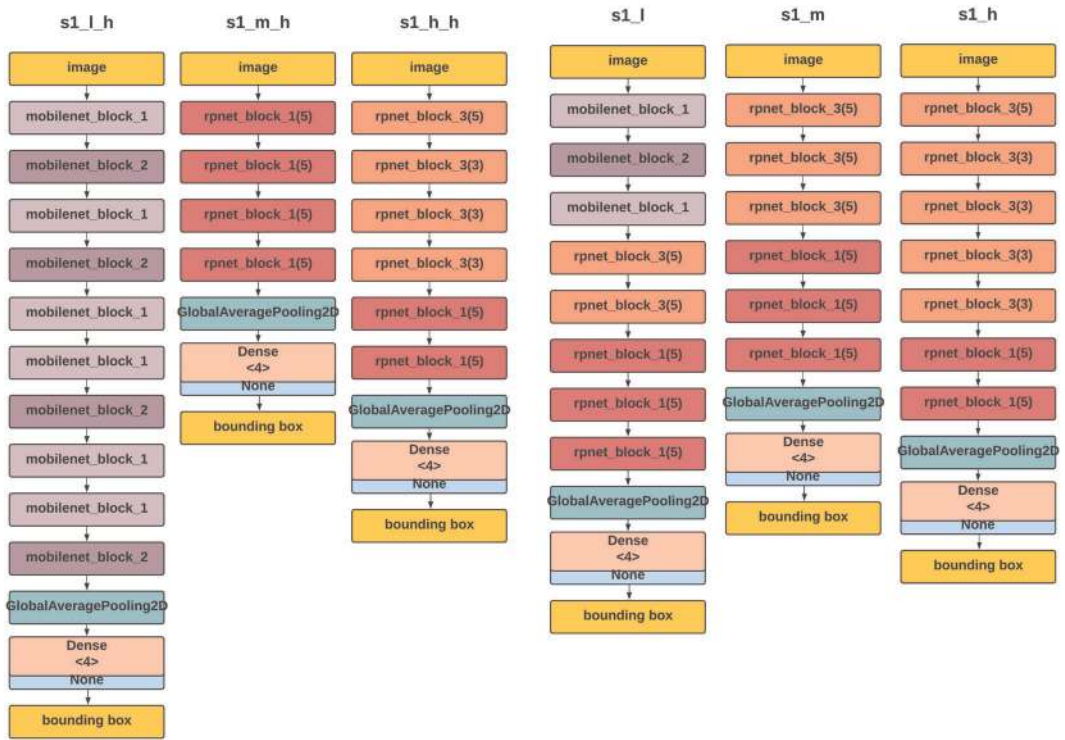 s1_l_h
image
mobilenet_block_1
mobilenet_block_2
mobilenet_block_1
mobilenet_block_2
mobilenet_block_1
mobilenet_block_1
mobilenet_block_2
mobilenet_block_1
mobilenet_block_1
mobilenet_block_2
GlobalAveragePooling2D
Dense
<4>
None
bounding box
s1_m_h
image
rpnet_block_1(5)
rpnet_block_1(5)
rpnet_block_1(5)
rpnet_block_1(5)
GlobalAveragePooling2D
Dense
<4>
None
bounding box
s1_h_h
image
rpnet_block_3(5)
rpnet_block_3(3)
rpnet_block_3(3)
rpnet_block_3(3)
rpnet_block_1(5)
rpnet_block_1(5)
GlobalAveragePooling2D
Dense
<4>
None
bounding box
s1_l
image
mobilenet_block_1
mobilenet_block_2
mobilenet_block_1
rpnet_block_3(5)
rpnet_block_3(5)
rpnet_block_1(5)
rpnet_block_1(5)
rpnet_block_1(5)
GlobalAveragePooling2D
Dense
<4>
None
bounding box
s1_m
image
rpnet_block_3(5)
rpnet_block_3(5)
rpnet_block_3(5)
rpnet_block_1(5)
rpnet_block_1(5)
rpnet_block_1(5)
GlobalAveragePooling2D
Dense
<4>
None
bounding box
s1_h
image
rpnet_block_3(5)
rpnet_block_3(3)
rpnet_block_3(3)
rpnet_block_3(3)
rpnet_block_3(3)
rpnet_block_1(5)
rpnet_block_1(5)
GlobalAveragePooling2D
Dense
<4>
None
bounding box